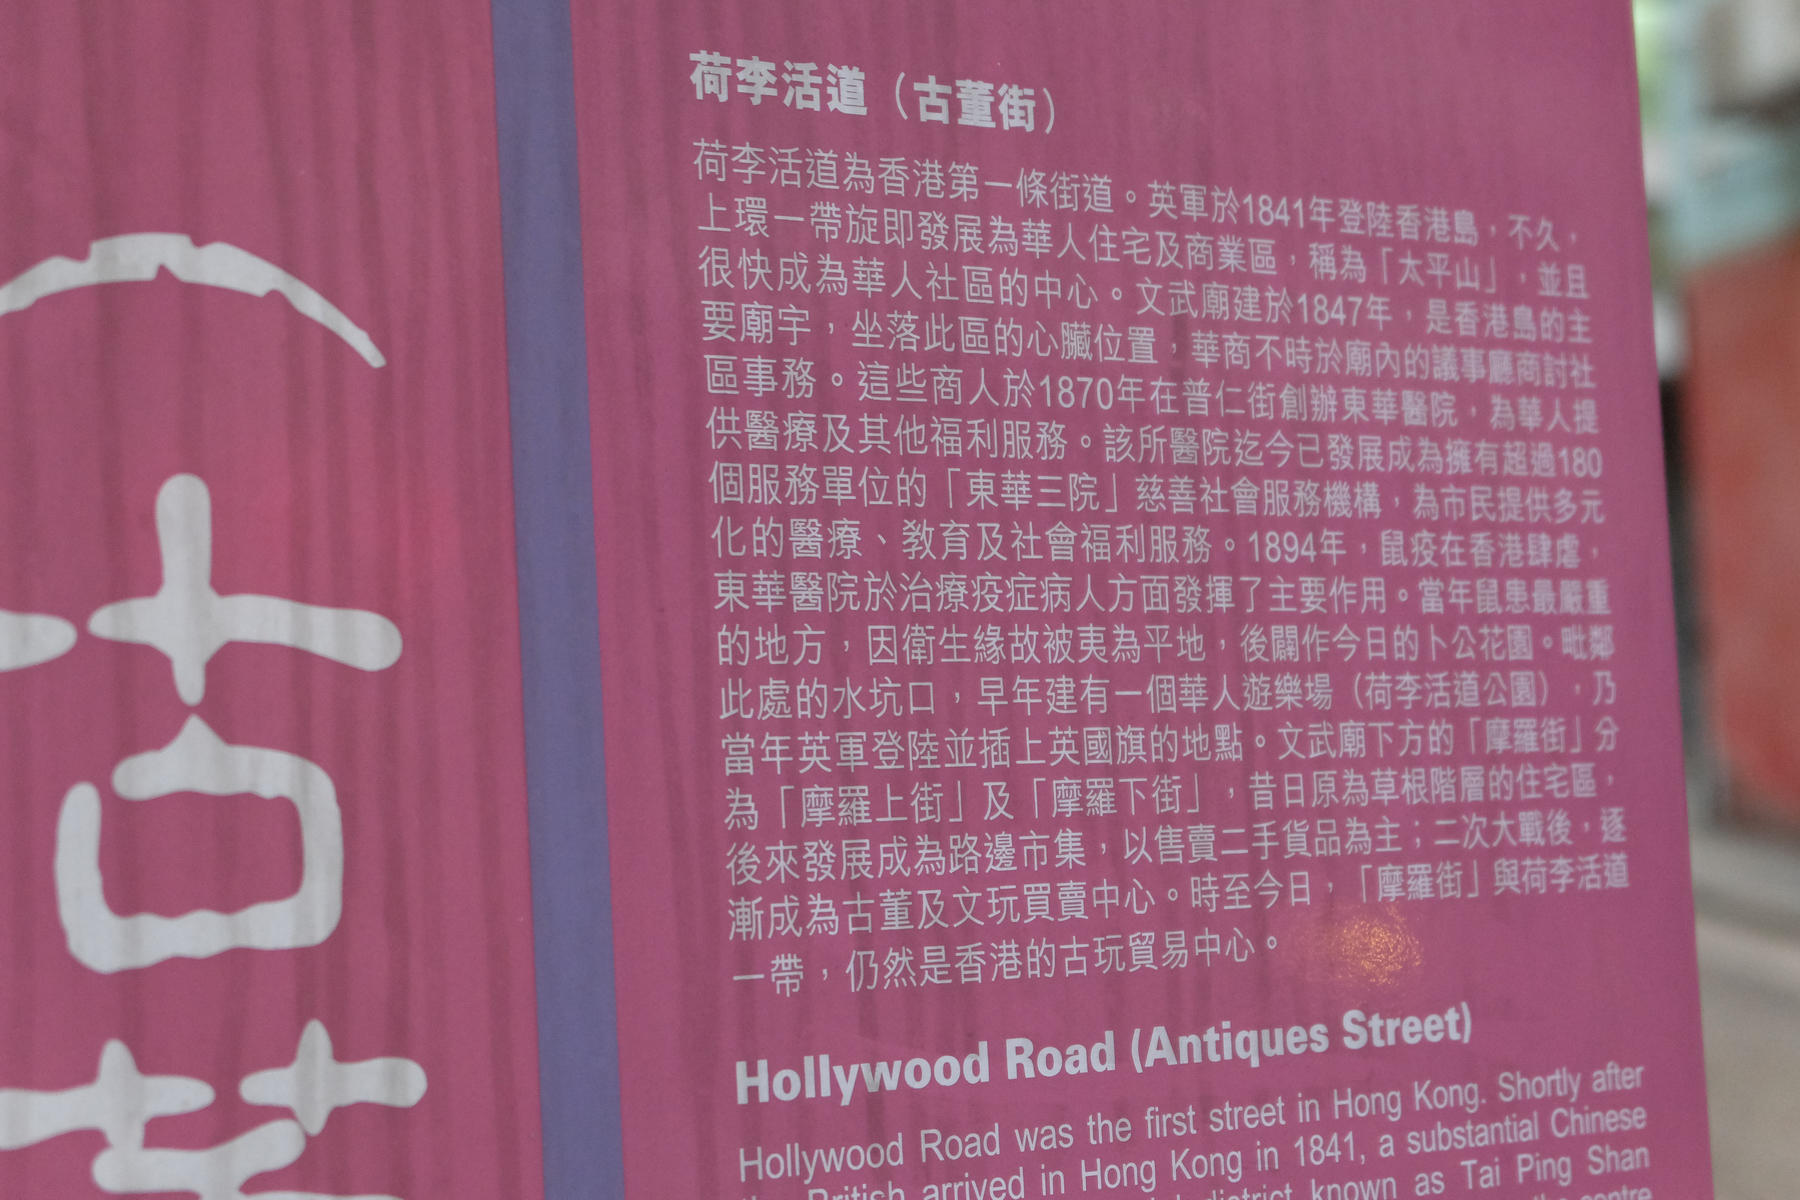 古
荷李活道（古董街）
荷李活道為香港第一條街道。英軍於1841年登陸香港島，不久，
上環一帶旋即發展為華人住宅及商業區，稱為「太平山」，並且
很快成為華人社區的中心。文武廟建於1847年，是香港島的主
要廟宇，坐落此區的心臟位置，華商不時於廟內的議事廳商討社
區事務。這些商人於1870年在普仁街創辦東華醫院，為華人提
供醫療及其他福利服務。該所醫院迄今已發展成為擁有超過180
個服務單位的「東華三院」慈善社會服務機構，為市民提供多元
化的醫療、教育及社會福利服務。1894年，鼠疫在香港肆虐，
東華醫院於治療疫症病人方面發揮了主要作用。當年鼠患最嚴重
的地方，因衛生緣故被夷為平地，後闢作今日的卜公花園。毗鄰
此處的水坑口，早年建有一個華人遊樂場（荷李活道公園），乃
當年英軍登陸並插上英國旗的地點。文武廟下方的「摩羅街」分
為「摩羅上街」及「摩羅下街」，昔日原為草根階層的住宅區，
後來發展成為路邊市集，以售賣二手貨品為主；二次大戰後，逐
漸成為古董及文玩買賣中心。時至今日，「摩羅街」與荷李活道
一帶，仍然是香港的古玩貿易中心。
Hollywood Road (Antiques Street)
Hollywood Road was the first street in Hong Kong. Shortly after
British arrived in Hong Kong in 1841, a substantial Chinese
district known as Tai Ping Shan
the centre